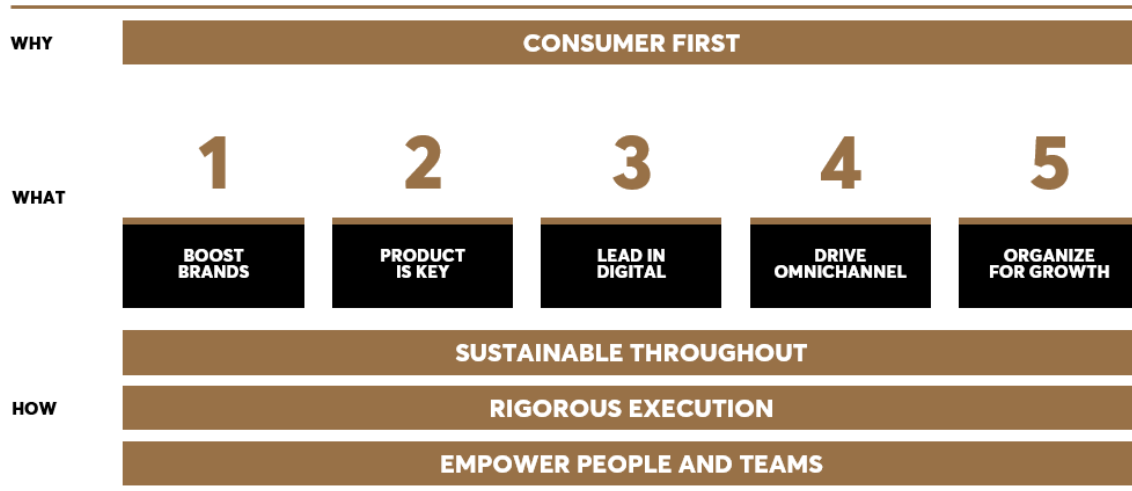 WHY
CONSUMER FIRST
WHAT
1
2
3
4
5
BOOST
BRANDS
PRODUCT
IS KEY
LEAD IN
DIGITAL
DRIVE
OMNICHANNEL
ORGANIZE
FOR GROWTH
HOW
SUSTAINABLE THROUGHOUT
RIGOROUS EXECUTION
EMPOWER PEOPLE AND TEAMS